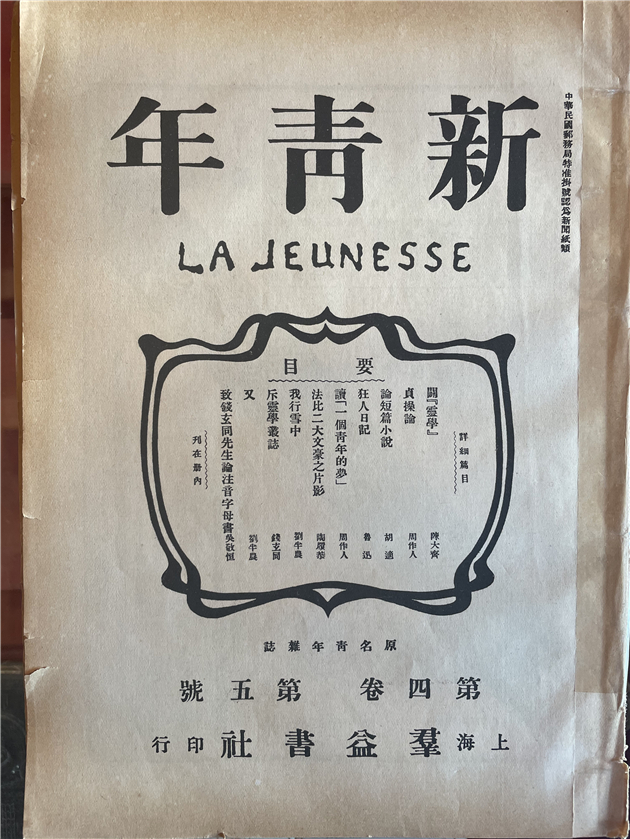 中華民國郵務局特准掛號認爲新聞紙類
新青年
LA JEUNESSE
要目
詳細篇目
闢『靈學』 陳大齊
貞操論 周作人
論短篇小說 胡適
狂人日記 魯迅
讀「一個青年的夢」 周作人
法比二大文豪之片影 陶履恭
我行雪中 劉半農
斥靈學叢誌 錢玄同
又 劉半農
致錢玄同先生論注音字母書 吳敬恒
列在册內
原名青年雜誌
第四卷 第五號
上海羣益書社印行